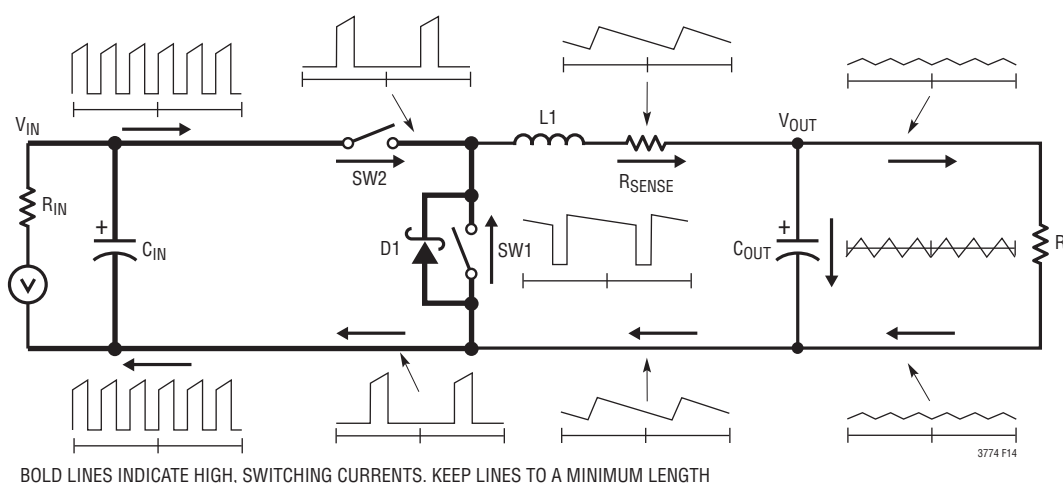 VIN
SW2
L1
RSENSE
VOUT
RIN
V
+
CIN
D1
SW1
+
COUT
R
3774 F14
BOLD LINES INDICATE HIGH, SWITCHING CURRENTS. KEEP LINES TO A MINIMUM LENGTH